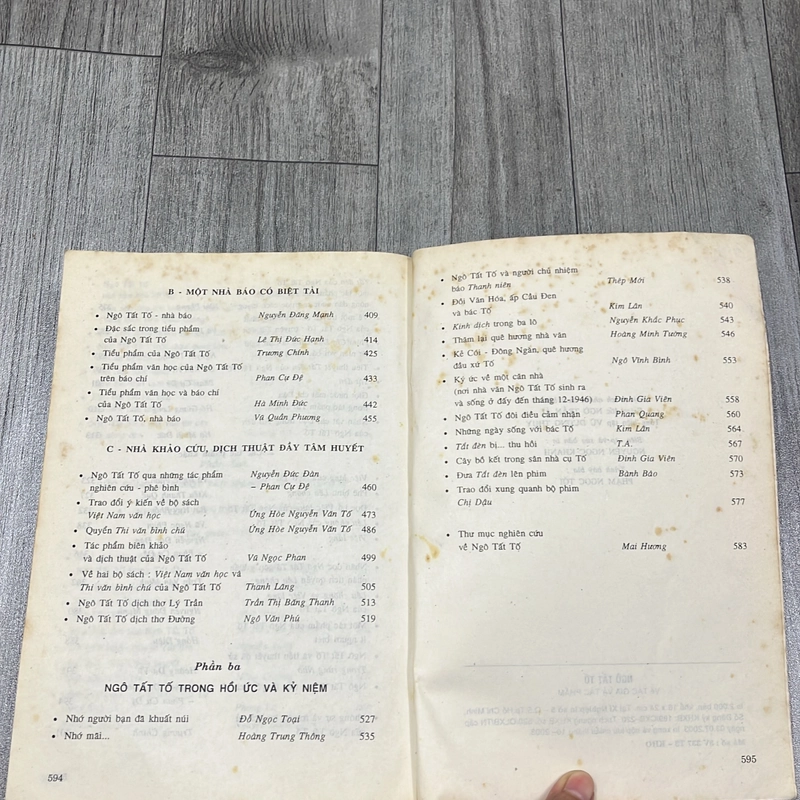 B - MỘT NHÀ BÁO CÓ BIỆT TÀI
• Ngô Tất Tố - nhà báo Nguyễn Đăng Mạnh 409
• Đặc sắc trong tiểu phẩm
của Ngô Tất Tố Lê Thị Đức Hạnh 414
• Tiểu phẩm của Ngô Tất Tố Trương Chính 425
• Tiểu phẩm văn học của Ngô Tất Tố
trên báo chí Phan Cự Đệ 433
• Tiểu phẩm văn học và báo chí
của Ngô Tất Tố Hà Minh Đức 442
• Ngô Tất Tố, nhà báo Vũ Quần Phương 455
C - NHÀ KHẢO CỨU, DỊCH THUẬT ĐẦY TÂM HUYẾT
• Ngô Tất Tố qua những tác phẩm Nguyễn Đức Đàn
nghiên cứu - phê bình – Phan Cự Đệ 460
• Trao đổi ý kiến về bộ sách
Việt Nam văn học Ứng Hòe Nguyễn Văn Tố 473
• Quyển Thi văn bình chú Ứng Hòe Nguyễn Văn Tố 486
• Tác phẩm biên khảo
và dịch thuật của Ngô Tất Tố Vũ Ngọc Phan 499
• Về hai bộ sách : Việt Nam văn học và
Thi văn bình chú của Ngô Tất Tố Thanh Lãng 505
• Ngô Tất Tố dịch thơ Lý Trần Trần Thị Băng Thanh 513
• Ngô Tất Tố dịch thơ Đường Ngô Văn Phú 519
Phần ba
NGÔ TẤT TỐ TRONG HỒI ỨC VÀ KỶ NIỆM
• Nhớ người bạn đã khuất núi Đỗ Ngọc Toại 527
• Nhớ mãi... Hoàng Trung Thông 535
594
• Ngô Tất Tố và người chủ nhiệm
báo Thanh niên Thép Mới 538
• Đôi Văn Hóa, ấp Cầu Đen
và bác Tố Kim Lân 540
• Kinh dịch trong ba lô Nguyễn Khắc Phục 543
• Thăm lại quê hương nhà văn Hoàng Minh Tường 546
• Kẻ Cói - Đông Ngàn, quê hương
đầu xứ Tố Ngô Vĩnh Bình 553
• Ký ức về một căn nhà
(nơi nhà văn Ngô Tất Tố sinh ra
và sống ở đấy đến tháng 12-1946) Đinh Giá Viên 558
• Ngô Tất Tố đôi điều cảm nhận Phan Quang 560
• Những ngày sống với bác Tố Kim Lân 564
• Tắt đèn bị... thu hồi T.A. 567
• Cây bồ kết trong sân nhà cụ Tố Đinh Giá Viên 570
• Đưa Tắt đèn lên phim Bành Bảo 573
• Trao đổi xung quanh bộ phim
Chị Dậu 577
• Thư mục nghiên cứu
về Ngô Tất Tố Mai Hương 583
595